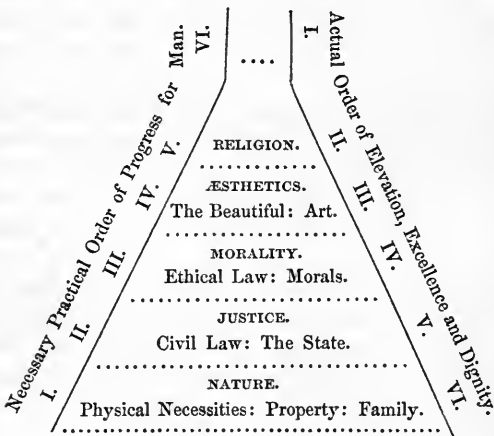 Necessary Practical Order of Progress for Man.
I. II. III. IV. V. VI.
Actual Order of Elevation, Excellence and Dignity.
I. II. III. IV. V. VI.
....
RELIGION.
ÆSTHETICS.
The Beautiful: Art.
MORALITY.
Ethical Law: Morals.
JUSTICE.
Civil Law: The State.
NATURE.
Physical Necessities: Property: Family.